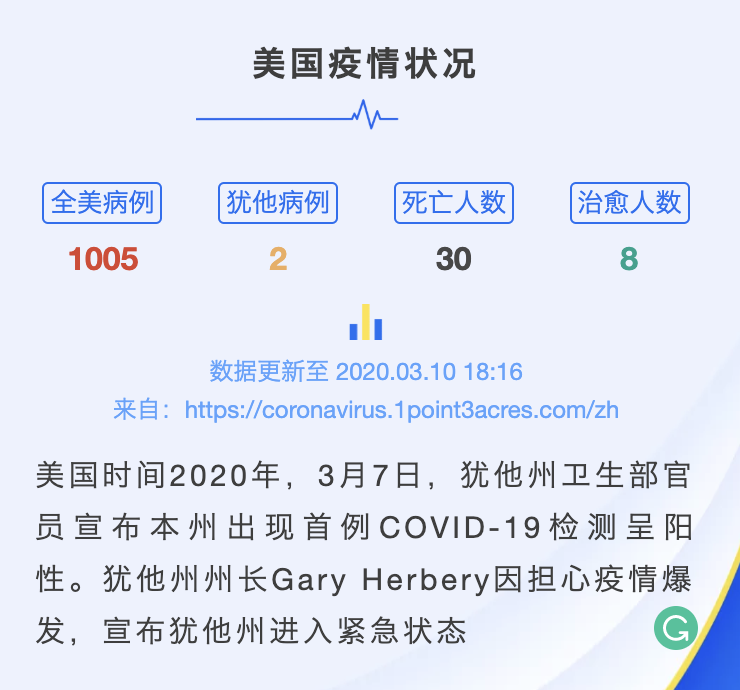 美国疫情状况
全美病例 犹他病例 死亡人数 治愈人数
1005 2 30 8
数据更新至 2020.03.10 18:16
来自：https://coronavirus.1point3acres.com/zh
美国时间2020年，3月7日，犹他州卫生部官
员宣布本州出现首例COVID-19检测呈阳
性。犹他州州长Gary Herbery因担心疫情爆
发，宣布犹他州进入紧急状态